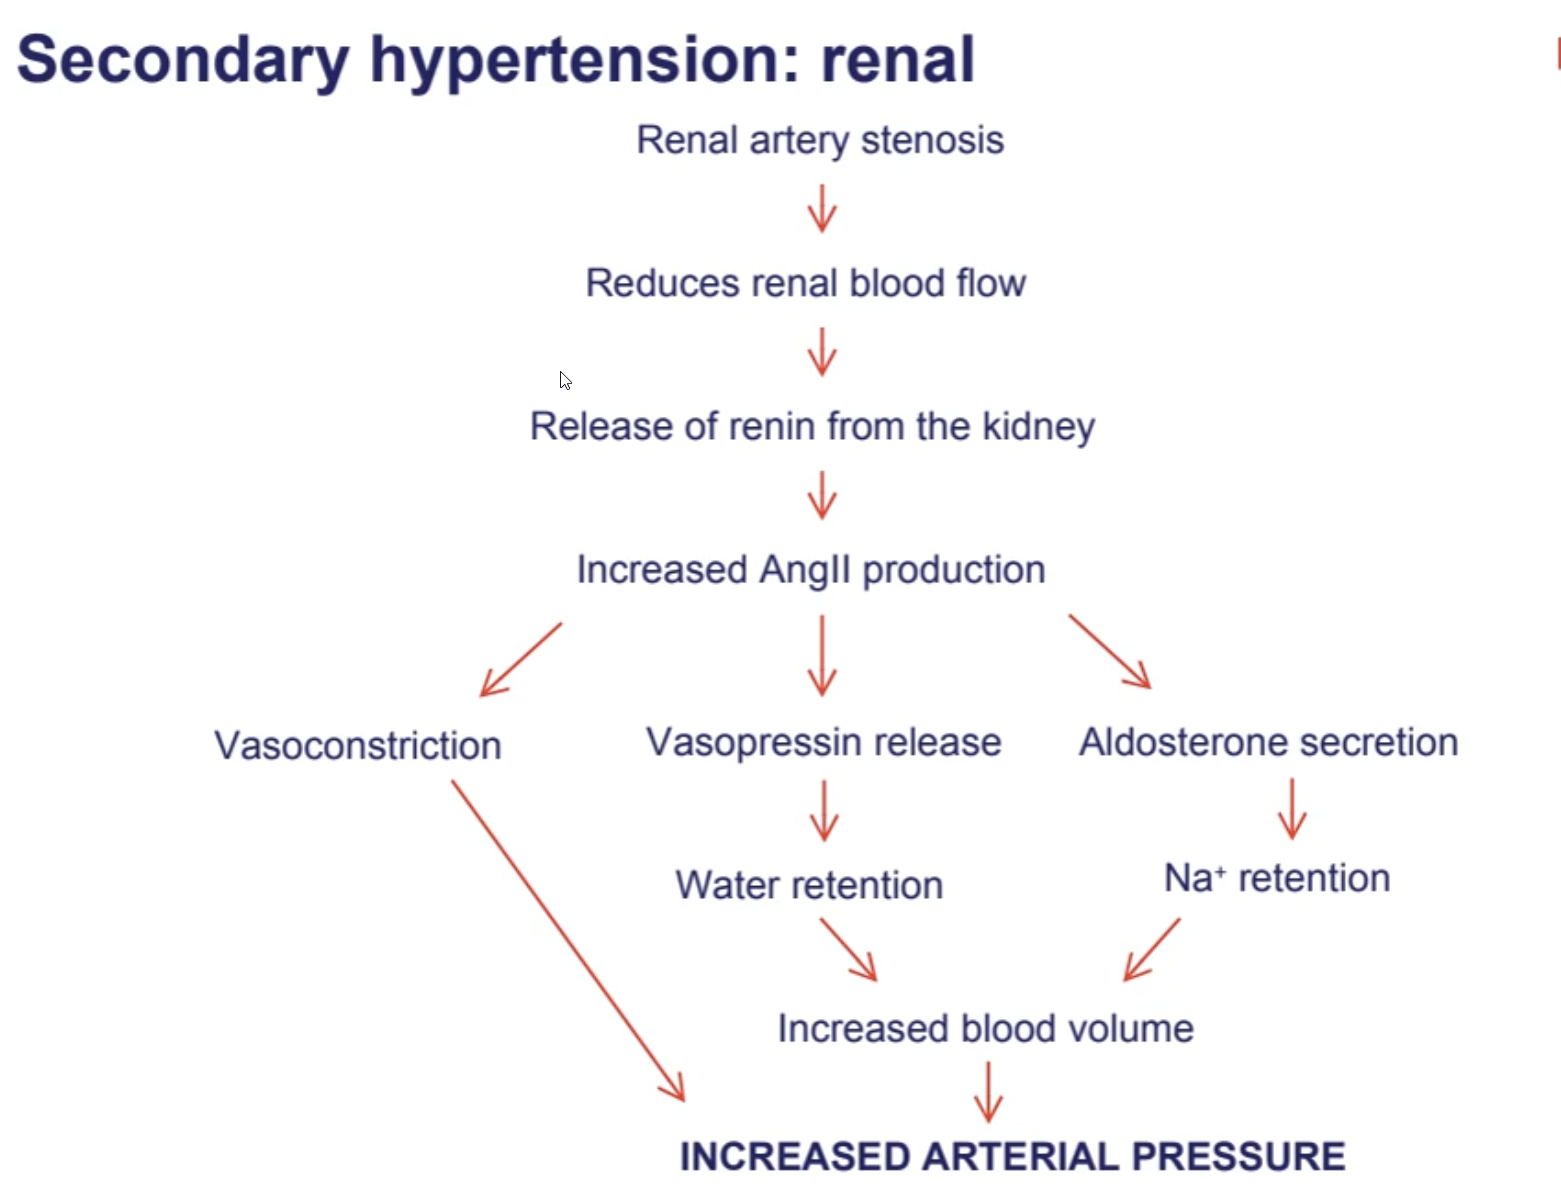 Secondary hypertension: renal
Renal artery stenosis
Reduces renal blood flow
Release of renin from the kidney
Increased AngII production
Vasoconstriction
Vasopressin release
Aldosterone secretion
Water retention
Na⁺ retention
Increased blood volume
INCREASED ARTERIAL PRESSURE